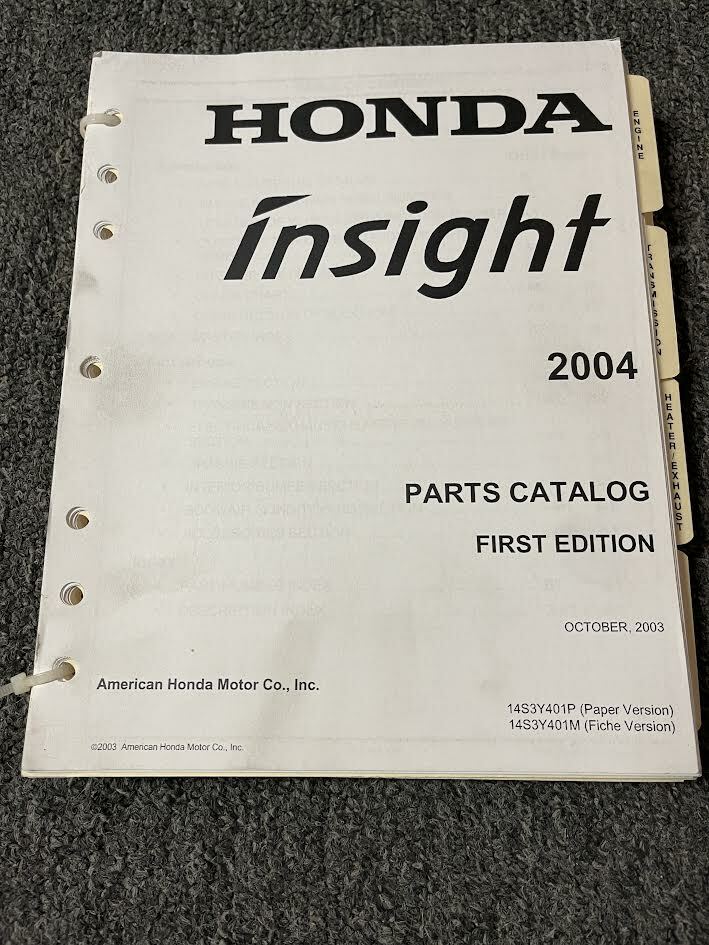 HONDA
insight
2004
PARTS CATALOG
FIRST EDITION
OCTOBER, 2003
American Honda Motor Co., Inc.
14S3Y401P (Paper Version)
14S3Y401M (Fiche Version)
©2003 American Honda Motor Co., Inc.
ENGINE
TRANSMISSION
HEATER/EXHAUST